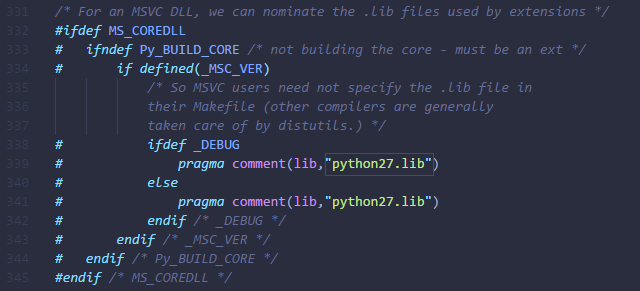 331 /* For an MSVC DLL, we can nominate the .lib files used by extensions */
332 #ifdef MS_COREDLL
333 #   ifndef Py_BUILD_CORE /* not building the core - must be an ext */
334 #       if defined(_MSC_VER)
335             /* So MSVC users need not specify the .lib file in
336             their Makefile (other compilers are generally
337             taken care of by distutils.) */
338 #           ifdef _DEBUG
339 #               pragma comment(lib,"python27.lib")
340 #           else
341 #               pragma comment(lib,"python27.lib")
342 #           endif /* _DEBUG */
343 #       endif /* _MSC_VER */
344 #   endif /* Py_BUILD_CORE */
345 #endif /* MS_COREDLL */